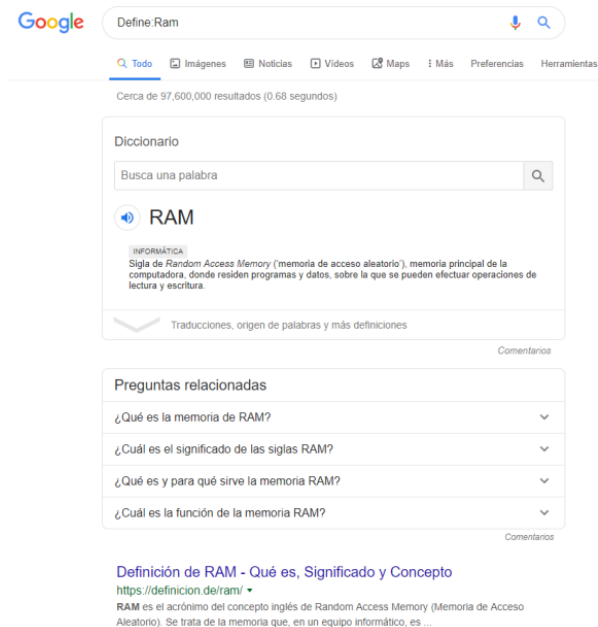 Google
Define:Ram
Todo Imágenes Noticias Vídeos Maps Más Preferencias Herramientas
Cerca de 97,600,000 resultados (0.68 segundos)
Diccionario
Busca una palabra
RAM
INFORMÁTICA
Sigla de Random Access Memory ('memoria de acceso aleatorio'), memoria principal de la
computadora, donde residen programas y datos, sobre la que se pueden efectuar operaciones de
lectura y escritura.
Traducciones, origen de palabras y más definiciones
Comentarios
Preguntas relacionadas
¿Qué es la memoria de RAM?
¿Cuál es el significado de las siglas RAM?
¿Qué es y para qué sirve la memoria RAM?
¿Cuál es la función de la memoria RAM?
Comentarios
Definición de RAM - Qué es, Significado y Concepto
https://definicion.de/ram/
RAM es el acrónimo del concepto inglés de Random Access Memory (Memoria de Acceso
Aleatorio). Se trata de la memoria que, en un equipo informático, es ...